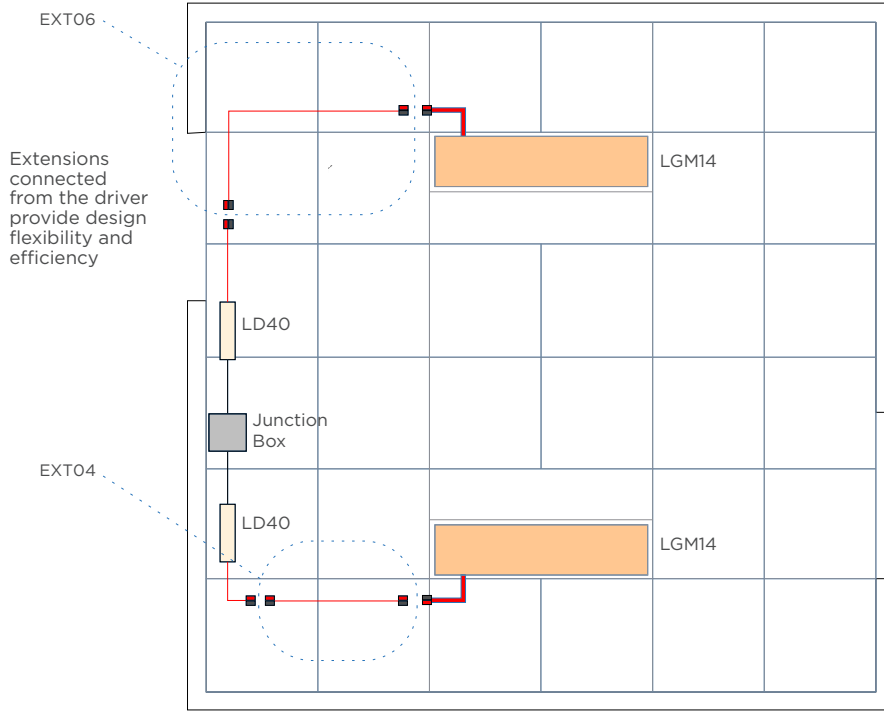 EXT06
LGM14
Extensions
connected
from the driver
provide design
flexibility and
efficiency
LD40
Junction
Box
EXT04
LD40
LGM14